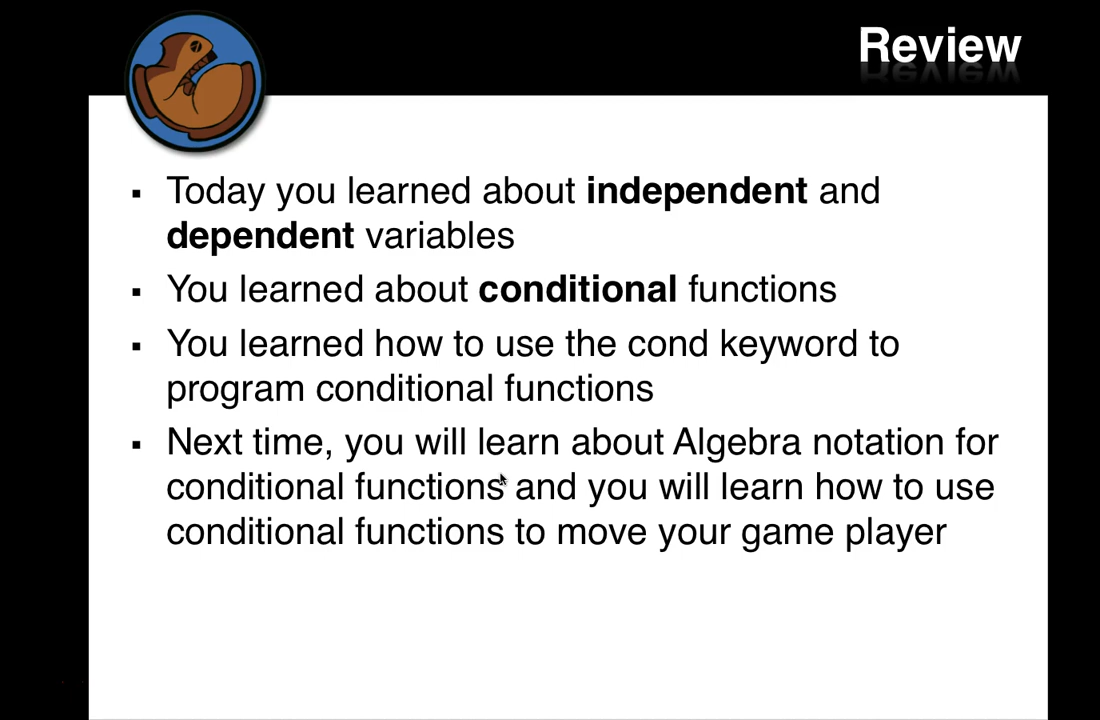 Review
▪ Today you learned about independent and
dependent variables
▪ You learned about conditional functions
▪ You learned how to use the cond keyword to
program conditional functions
▪ Next time, you will learn about Algebra notation for
conditional functions and you will learn how to use
conditional functions to move your game player